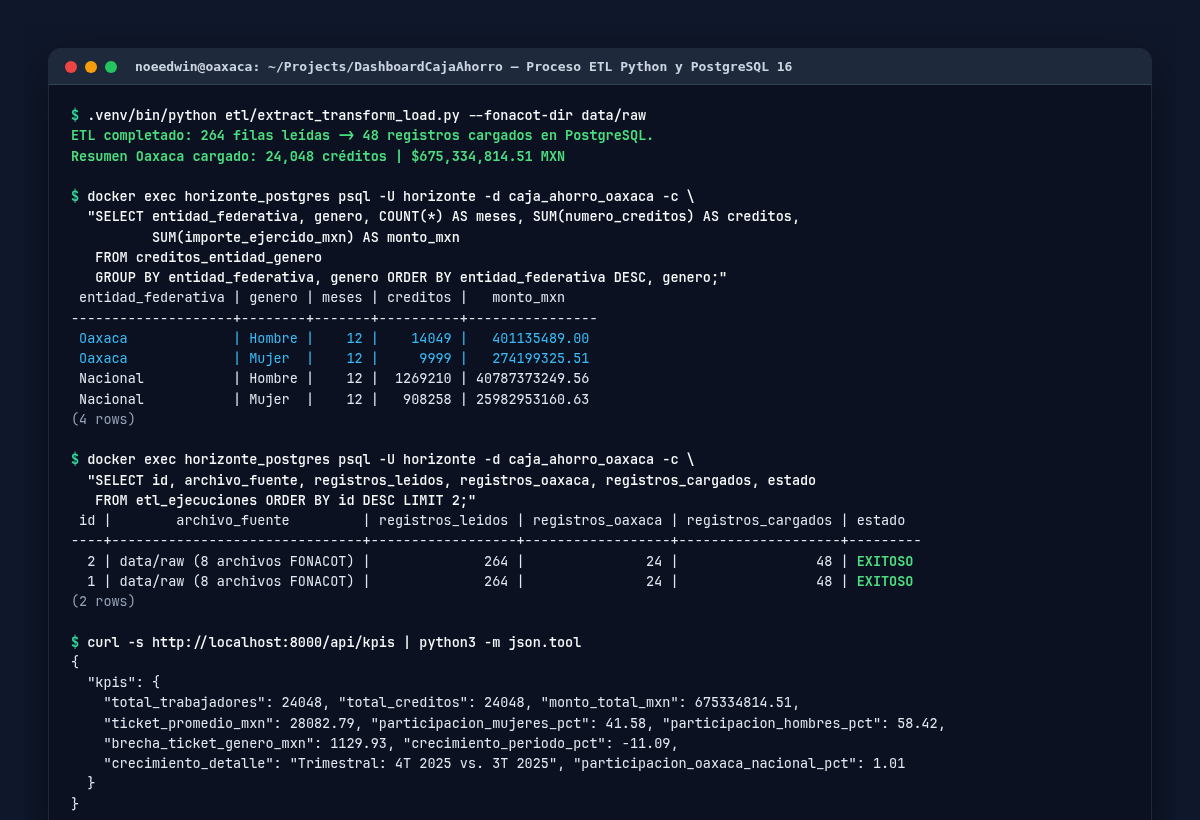 noeedwin@oaxaca: ~/Projects/DashboardCajaAhorro — Proceso ETL Python y PostgreSQL 16
$ .venv/bin/python etl/extract_transform_load.py --fonacot-dir data/raw
ETL completado: 264 filas leídas -> 48 registros cargados en PostgreSQL.
Resumen Oaxaca cargado: 24,048 créditos | $675,334,814.51 MXN
$ docker exec horizonte_postgres psql -U horizonte -d caja_ahorro_oaxaca -c \
"SELECT entidad_federativa, genero, COUNT(*) AS meses, SUM(numero_creditos) AS creditos,
SUM(importe_ejercido_mxn) AS monto_mxn
FROM creditos_entidad_genero
GROUP BY entidad_federativa, genero ORDER BY entidad_federativa DESC, genero;"
entidad_federativa | genero | meses | creditos |   monto_mxn
--------------------+--------+-------+----------+----------------
Oaxaca             | Hombre |    12 |    14049 |   401135489.00
Oaxaca             | Mujer  |    12 |     9999 |   274199325.51
Nacional           | Hombre |    12 |  1269210 | 40787373249.56
Nacional           | Mujer  |    12 |   908258 | 25982953160.63
(4 rows)
$ docker exec horizonte_postgres psql -U horizonte -d caja_ahorro_oaxaca -c \
"SELECT id, archivo_fuente, registros_leidos, registros_oaxaca, registros_cargados, estado
FROM etl_ejecuciones ORDER BY id DESC LIMIT 2;"
id |        archivo_fuente         | registros_leidos | registros_oaxaca | registros_cargados | estado
----+-------------------------------+------------------+------------------+--------------------+---------
2 | data/raw (8 archivos FONACOT) |              264 |               24 |                 48 | EXITOSO
1 | data/raw (8 archivos FONACOT) |              264 |               24 |                 48 | EXITOSO
(2 rows)
$ curl -s http://localhost:8000/api/kpis | python3 -m json.tool
{
"kpis": {
"total_trabajadores": 24048, "total_creditos": 24048, "monto_total_mxn": 675334814.51,
"ticket_promedio_mxn": 28082.79, "participacion_mujeres_pct": 41.58, "participacion_hombres_pct": 58.42,
"brecha_ticket_genero_mxn": 1129.93, "crecimiento_periodo_pct": -11.09,
"crecimiento_detalle": "Trimestral: 4T 2025 vs. 3T 2025", "participacion_oaxaca_nacional_pct": 1.01
}
}